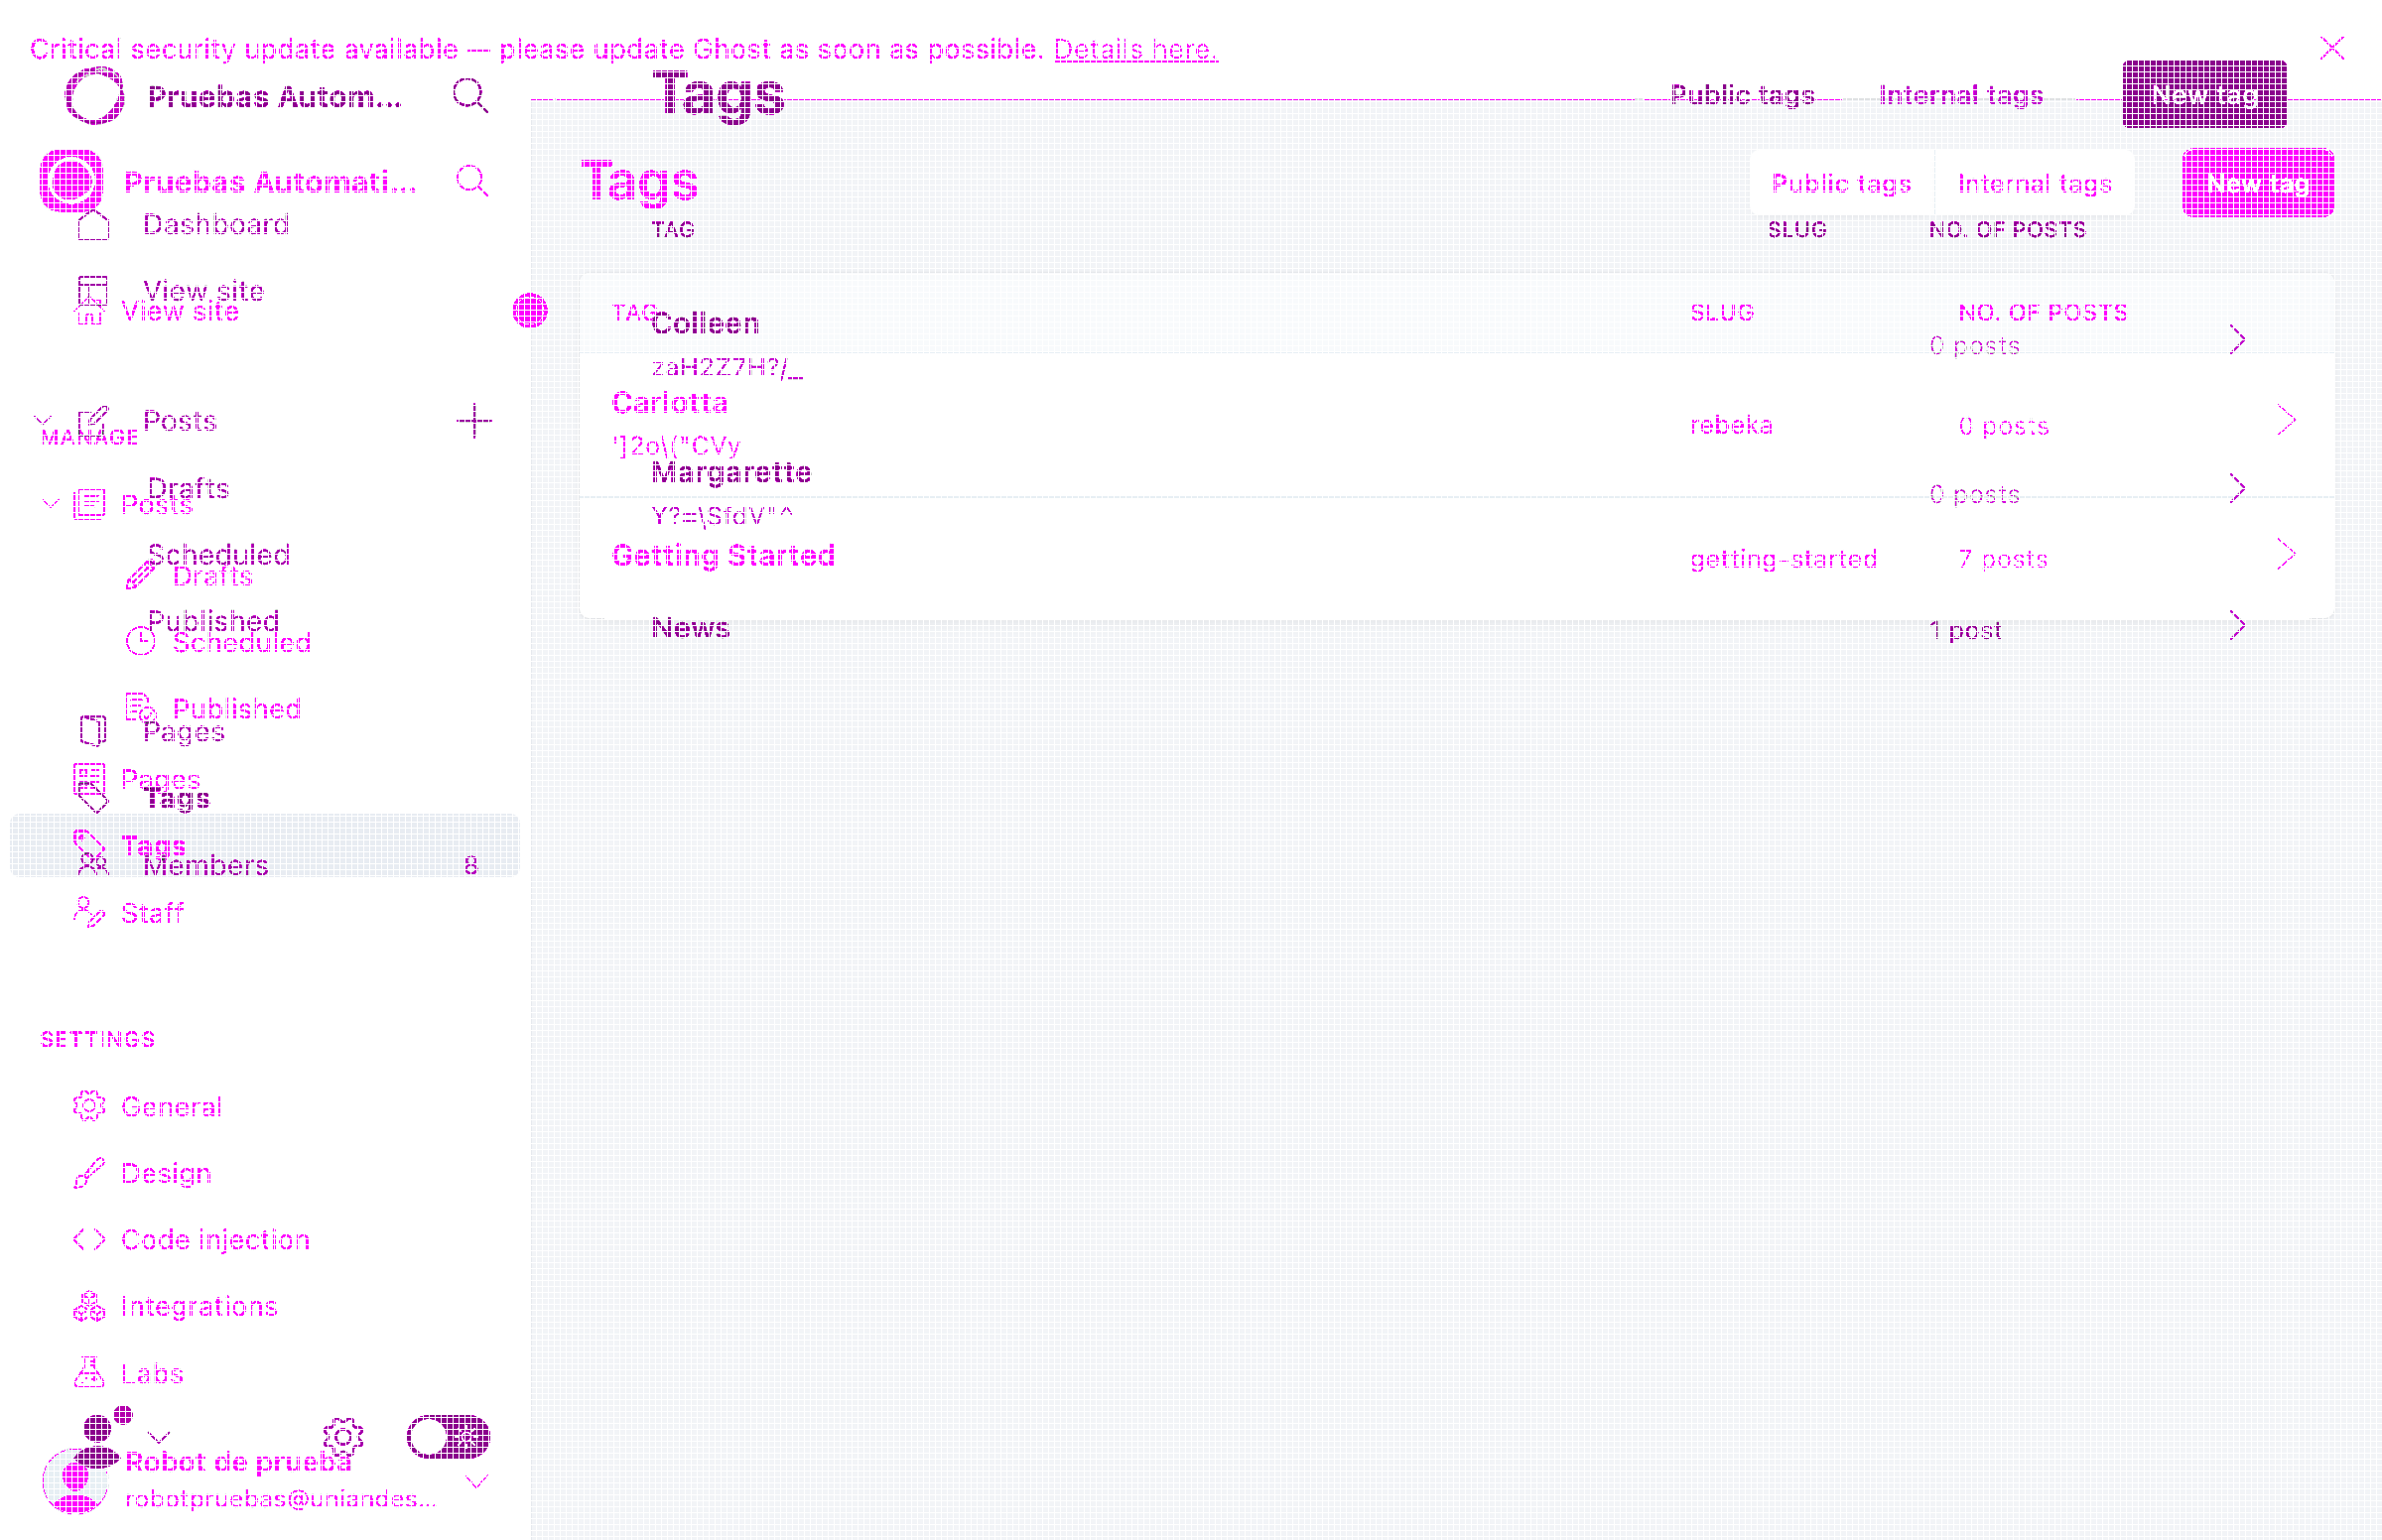 Critical security update available — please update Ghost as soon as possible. Details here.
Pruebas Autom...
Tags
Public tags
Internal tags
New tag
Pruebas Automati...
Tags
Public tags
Internal tags
New tag
Dashboard
TAG
SLUG
NO. OF POSTS
View site
View site
TAG
SLUG
NO. OF POSTS
Colleen
0 posts
zaH2Z7H?/_
Carlotta
rebeka
0 posts
']2o\("CVy
Posts
MANAGE
Margarette
0 posts
Drafts
Posts
Y?=\SfdV"^
Scheduled
Getting Started
getting-started
7 posts
Drafts
Published
News
1 post
Scheduled
Published
Pages
Pages
Tags
Tags
Members
8
Staff
SETTINGS
General
Design
Code injection
Integrations
Labs
Robot de prueba
robotpruebas@uniandes...